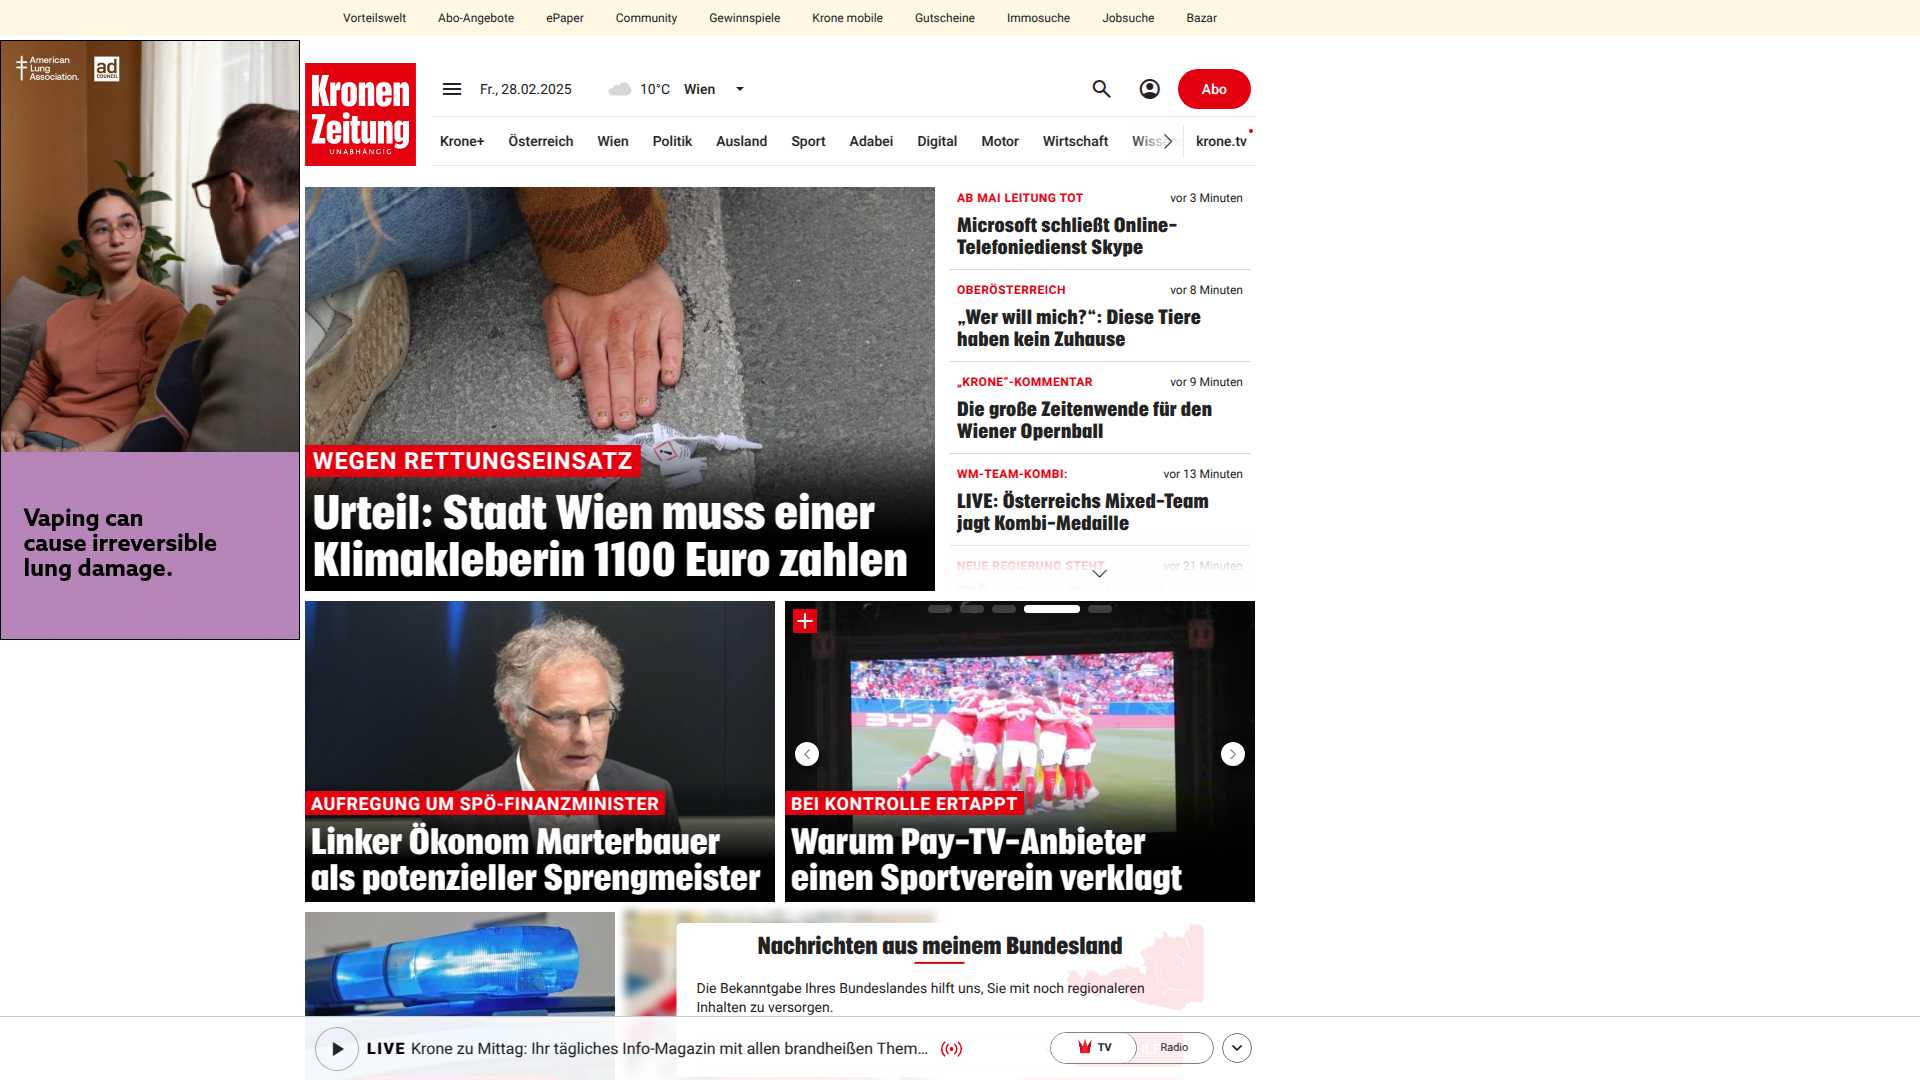 Vorteilswelt Abo-Angebote ePaper Community Gewinnspiele Krone mobile Gutscheine Immosuche Jobsuche Bazar
American Lung Association.
ad COUNCIL
Vaping can
cause irreversible
lung damage.
Kronen
Zeitung
UNABHÄNGIG
Fr., 28.02.2025 10°C Wien
Abo
Krone+ Österreich Wien Politik Ausland Sport Adabei Digital Motor Wirtschaft krone.tv
WEGEN RETTUNGSEINSATZ
Urteil: Stadt Wien muss einer
Klimakleberin 1100 Euro zahlen
AB MAI LEITUNG TOT vor 3 Minuten
Microsoft schließt Online-
Telefoniedienst Skype
OBERÖSTERREICH vor 8 Minuten
„Wer will mich?“: Diese Tiere
haben kein Zuhause
„KRONE“-KOMMENTAR vor 9 Minuten
Die große Zeitenwende für den
Wiener Opernball
WM-TEAM-KOMBI: vor 13 Minuten
LIVE: Österreichs Mixed-Team
jagt Kombi-Medaille
NEUE REGIERUNG STEHT vor 21 Minuten
AUFREGUNG UM SPÖ-FINANZMINISTER
Linker Ökonom Marterbauer
als potenzieller Sprengmeister
BYD
BEI KONTROLLE ERTAPPT
Warum Pay-TV-Anbieter
einen Sportverein verklagt
Nachrichten aus meinem Bundesland
Die Bekanntgabe Ihres Bundeslandes hilft uns, Sie mit noch regionaleren
Inhalten zu versorgen.
LIVE Krone zu Mittag: Ihr tägliches Info-Magazin mit allen brandheißen Them...
TV Radio